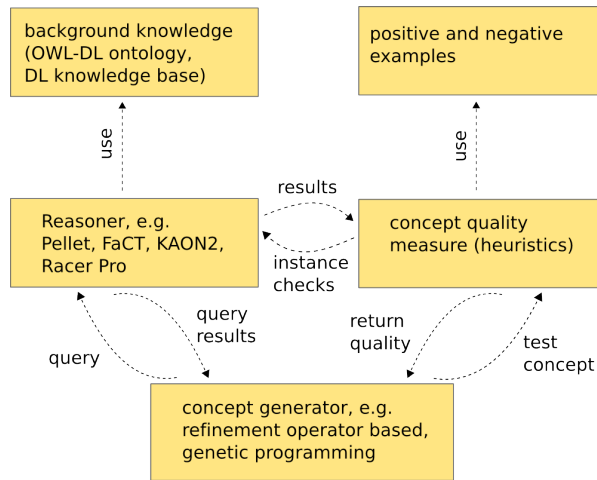 background knowledge
(OWL-DL ontology,
DL knowledge base)
positive and negative
examples
use
use
results
Reasoner, e.g.
Pellet, FaCT, KAON2,
Racer Pro
concept quality
measure (heuristics)
instance
checks
query
results
return
quality
query
test
concept
concept generator, e.g.
refinement operator based,
genetic programming